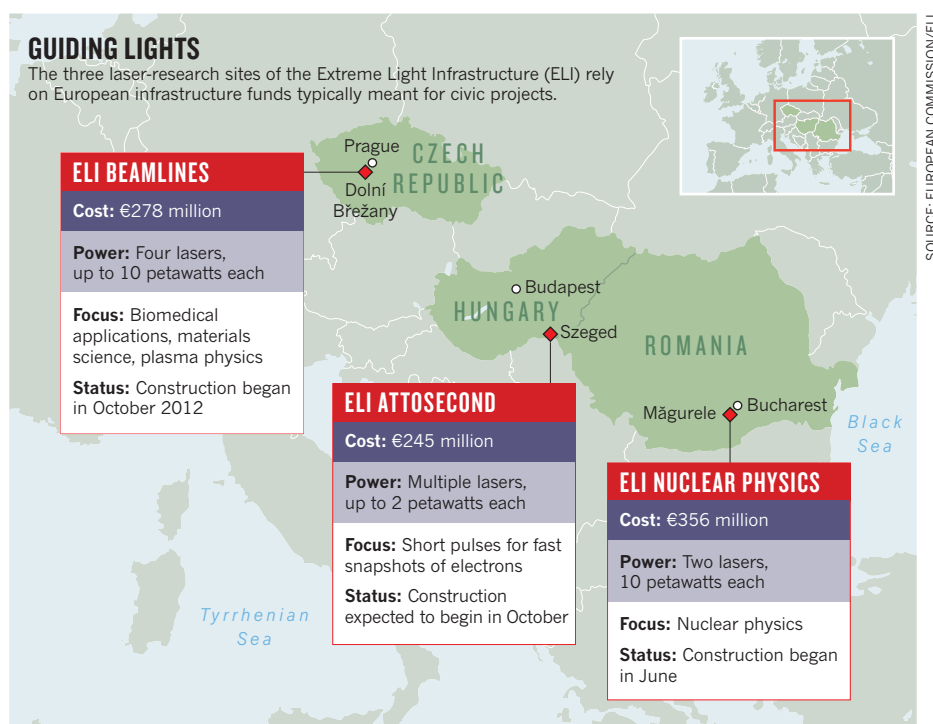 GUIDING LIGHTS
The three laser-research sites of the Extreme Light Infrastructure (ELI) rely
on European infrastructure funds typically meant for civic projects.
SOURCE: EUROPEAN COMMISSION/ELI
Prague
CZECH
REPUBLIC
Dolní
Břežany
ELI BEAMLINES
Cost: €278 million
Power: Four lasers,
up to 10 petawatts each
Focus: Biomedical
applications, materials
science, plasma physics
Status: Construction began
in October 2012
Budapest
HUNGARY
Szeged
ROMANIA
Măgurele
Bucharest
Black
Sea
ELI ATTOSECOND
Cost: €245 million
Power: Multiple lasers,
up to 2 petawatts each
Focus: Short pulses for fast
snapshots of electrons
Status: Construction
expected to begin in October
ELI NUCLEAR PHYSICS
Cost: €356 million
Power: Two lasers,
10 petawatts each
Focus: Nuclear physics
Status: Construction began
in June
Tyrrhenian
Sea